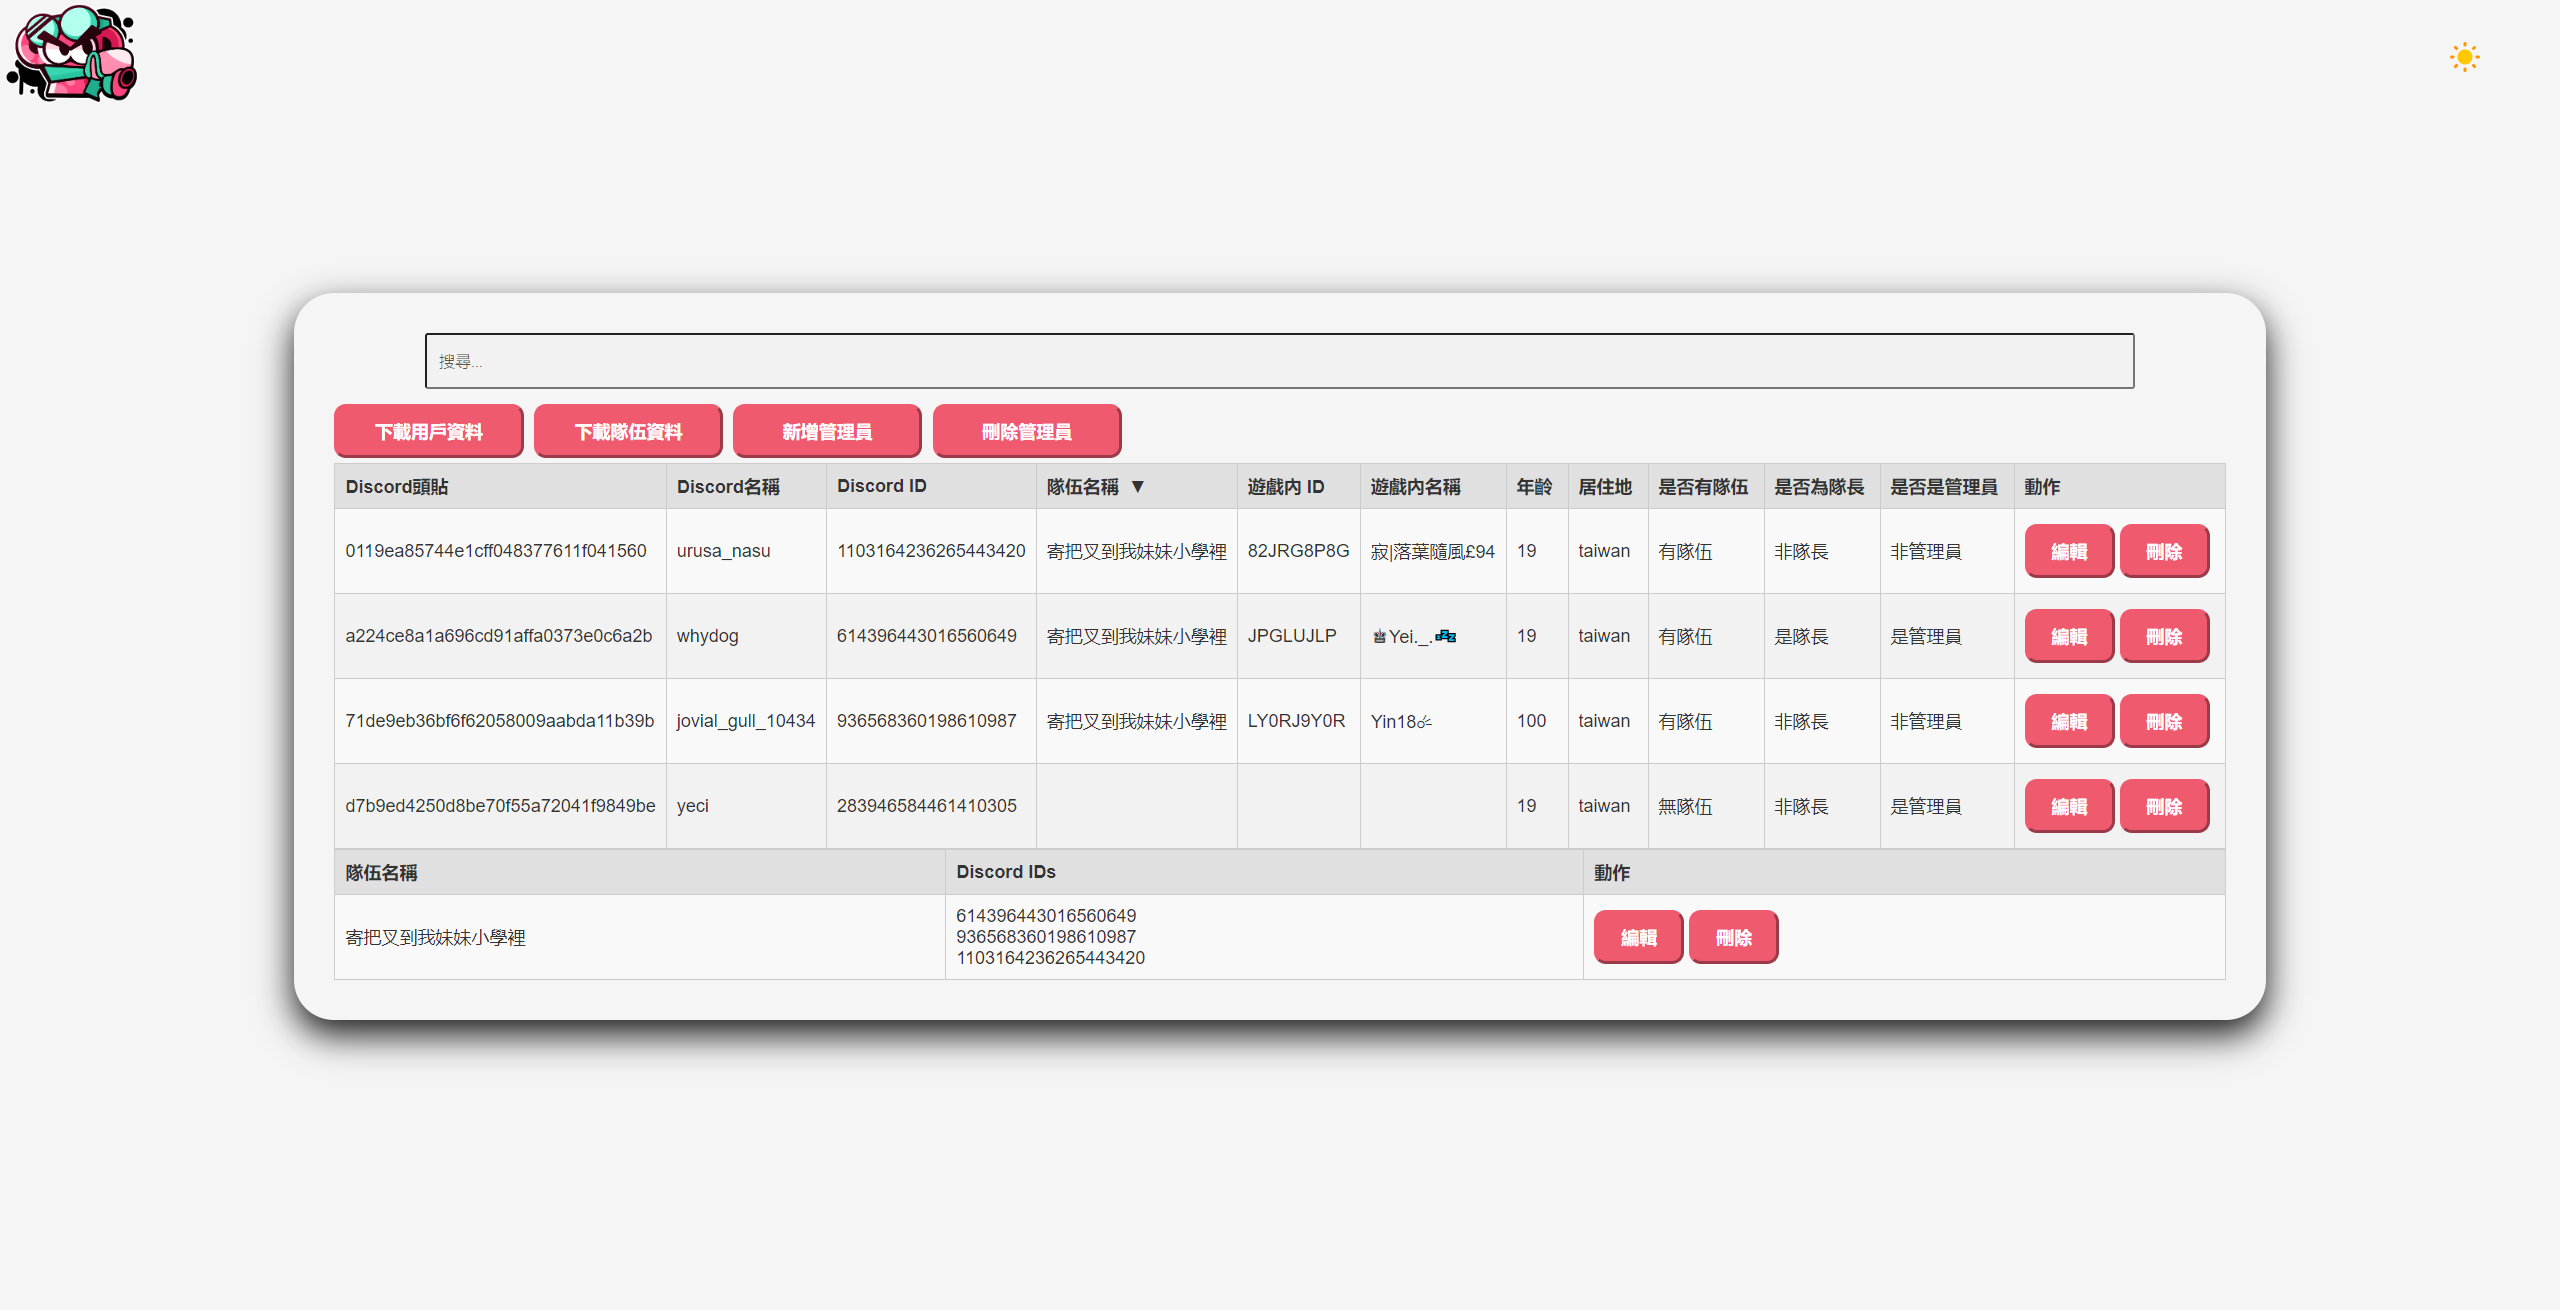 搜尋...
下載用戶資料 下載隊伍資料 新增管理員 刪除管理員
Discord頭貼 Discord名稱 Discord ID 隊伍名稱 ▼ 遊戲內 ID 遊戲內名稱 年齡 居住地 是否有隊伍 是否為隊長 是否是管理員 動作
0119ea85744e1cff048377611f041560 urusa_nasu 1103164236265443420 寄把叉到我妹妹小學裡 82JRG8P8G 寂|落葉隨風£94 19 taiwan 有隊伍 非隊長 非管理員 編輯 刪除
a224ce8a1a696cd91affa0373e0c6a2b whydog 614396443016560649 寄把叉到我妹妹小學裡 JPGLUJLP 🤴Yei._.💤 19 taiwan 有隊伍 是隊長 是管理員 編輯 刪除
71de9eb36bf6f62058009aabda11b39b jovial_gull_10434 936568360198610987 寄把叉到我妹妹小學裡 LY0RJ9Y0R Yin18 100 taiwan 有隊伍 非隊長 非管理員 編輯 刪除
d7b9ed4250d8be70f55a72041f9849be yeci 283946584461410305 19 taiwan 無隊伍 非隊長 是管理員 編輯 刪除
隊伍名稱 Discord IDs 動作
寄把叉到我妹妹小學裡 614396443016560649
936568360198610987
1103164236265443420
編輯 刪除